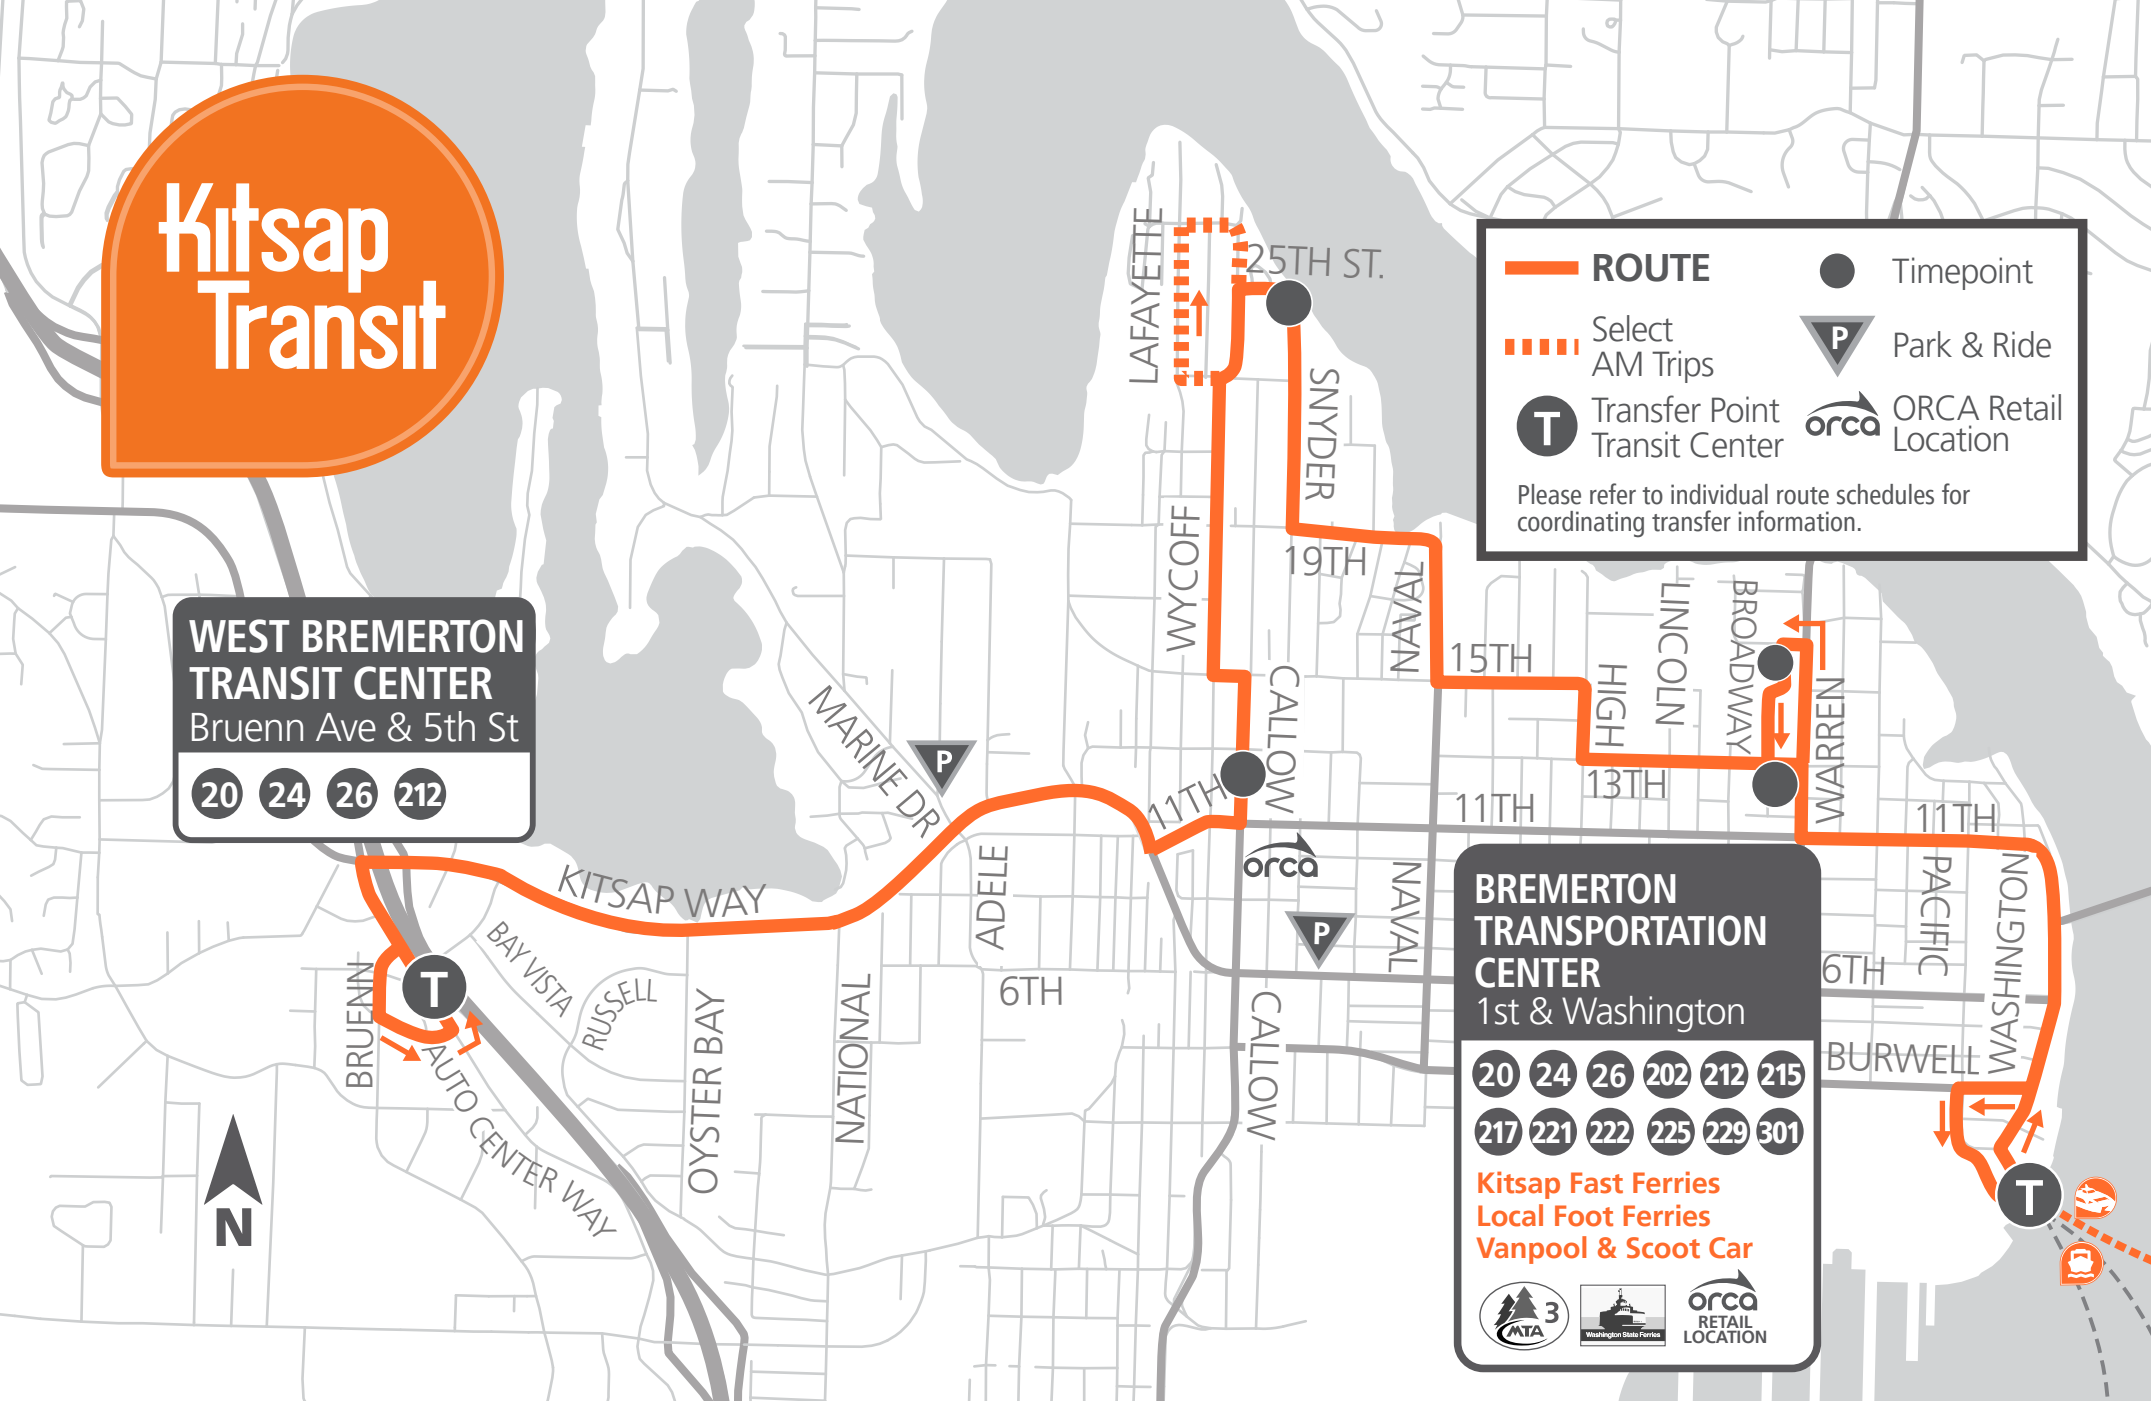 Kitsap
Transit
LAFAYETTE
25TH ST.
SNYDER
ROUTE
Select
AM Trips
T
Transfer Point
Transit Center
Timepoint
P
Park & Ride
orca
ORCA Retail
Location
Please refer to individual route schedules for
coordinating transfer information.
WYCOFF
19TH
NAVAL
15TH
HIGH
LINCOLN
BROADWAY
WARREN
CALLOW
13TH
11TH
11TH
11TH
WEST BREMERTON
TRANSIT CENTER
Bruenn Ave & 5th St
20 24 26 212
MARINE DR
P
KITSAP WAY
ADELE
orca
P
NAVAL
PACIFIC
WASHINGTON
6TH
6TH
BURWELL
CALLOW
BRUENN
T
BAY VISTA
RUSSELL
OYSTER BAY
NATIONAL
AUTO CENTER WAY
N
BREMERTON
TRANSPORTATION
CENTER
1st & Washington
20 24 26 202 212 215
217 221 222 225 229 301
Kitsap Fast Ferries
Local Foot Ferries
Vanpool & Scoot Car
MTA 3
Washington State Ferries
orca
RETAIL
LOCATION
T